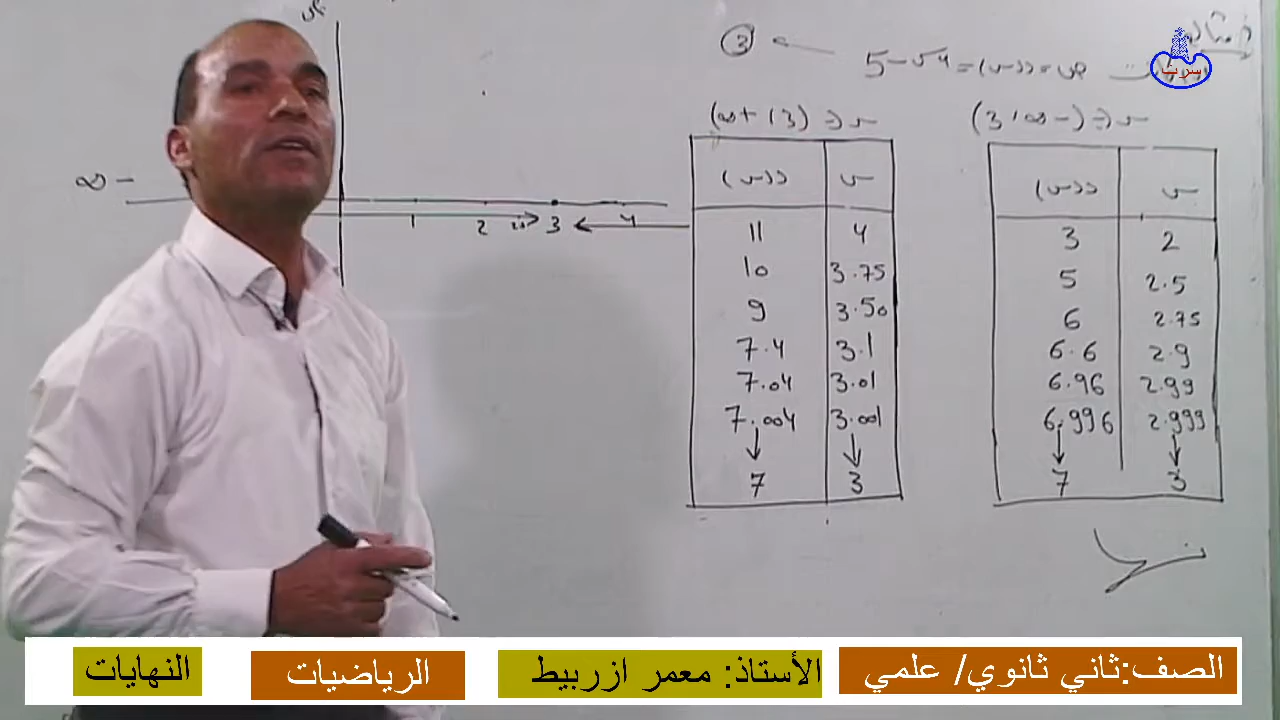 سرت
ص = د(س) = 4س - 5 ← 3
س ∈ (-∞ ، 3)
س د(س)
2 3
2.5 5
2.75 6
2.9 6.6
2.99 6.96
2.999 6.996
↓ ↓
3 7
س ∈ (3 ، +∞)
س د(س)
4 11
3.75 10
3.50 9
3.1 7.4
3.01 7.04
3.001 7.004
↓ ↓
3 7
-∞
1 2 3 4
الصف:ثاني ثانوي/ علمي
الأستاذ: معمر ازربيط
الرياضيات
النهايات